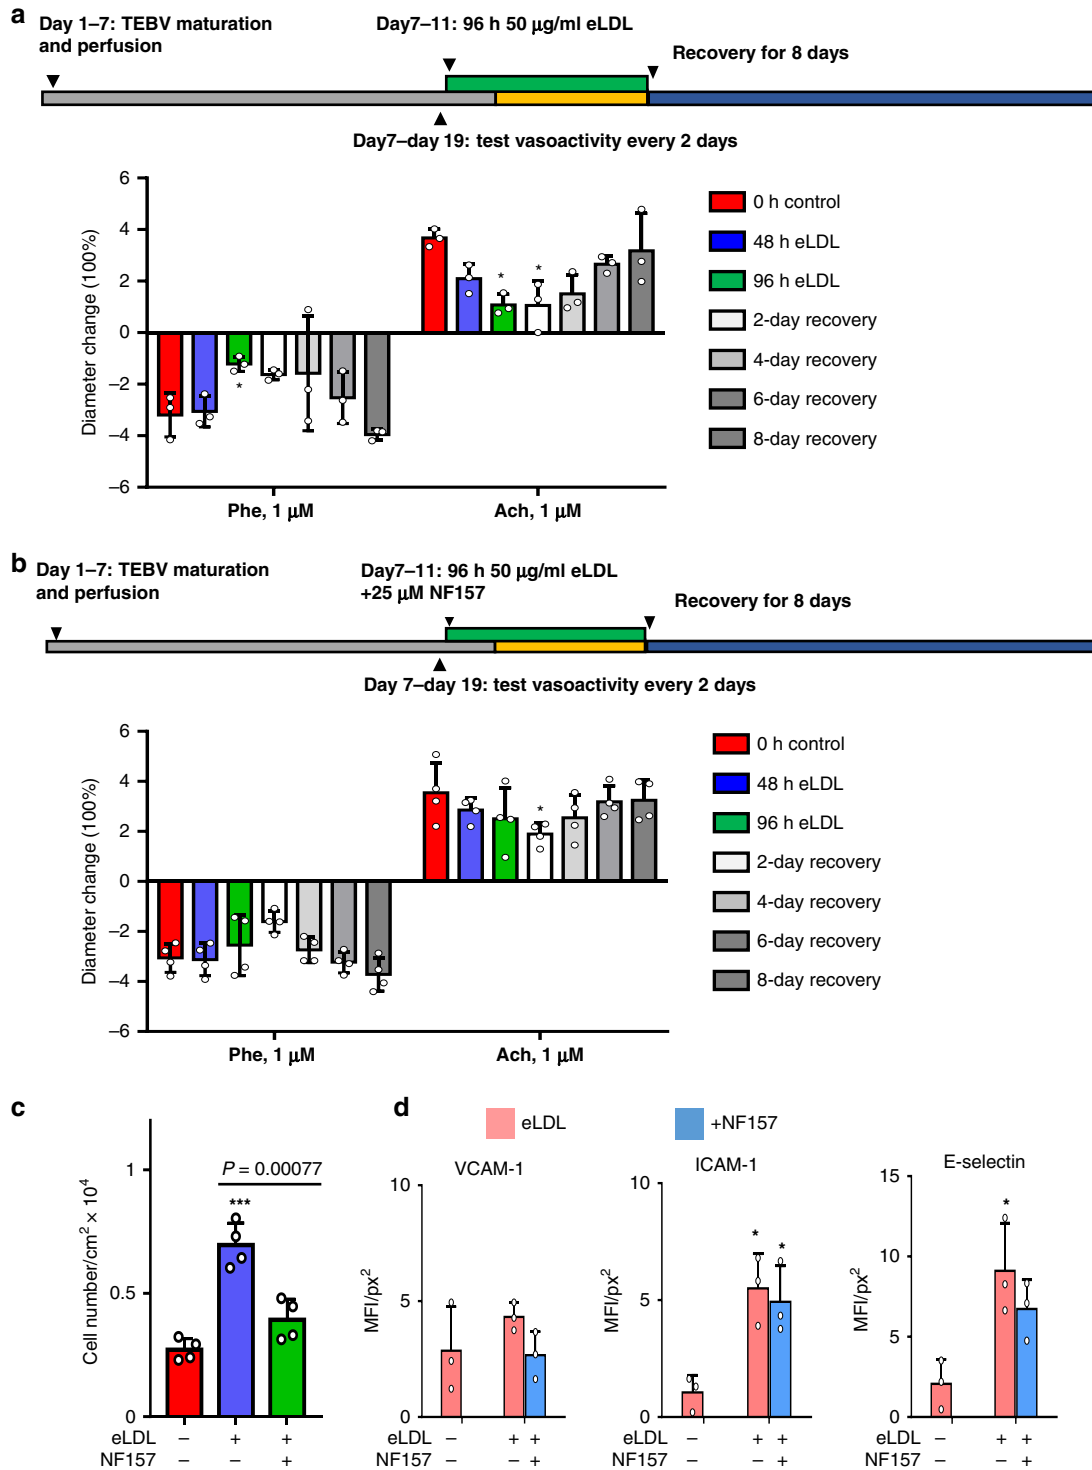 a
Day 1–7: TEBV maturation
and perfusion
Day7–11: 96 h 50 μg/ml eLDL
Recovery for 8 days
Day7–day 19: test vasoactivity every 2 days
Diameter change (100%)
6
4
2
0
–2
–4
–6
*
*
*
Phe, 1 μM
Ach, 1 μM
0 h control
48 h eLDL
96 h eLDL
2-day recovery
4-day recovery
6-day recovery
8-day recovery
b
Day 1–7: TEBV maturation
and perfusion
Day7–11: 96 h 50 μg/ml eLDL
+25 μM NF157
Recovery for 8 days
Day 7–day 19: test vasoactivity every 2 days
Diameter change (100%)
6
4
2
0
–2
–4
–6
*
Phe, 1 μM
Ach, 1 μM
0 h control
48 h eLDL
96 h eLDL
2-day recovery
4-day recovery
6-day recovery
8-day recovery
c
Cell number/cm² × 10⁴
1
0.5
0
P = 0.00077
***
eLDL – + +
NF157 – – +
d
eLDL
+NF157
VCAM-1
MFI/px²
10
5
0
– + +
– – +
ICAM-1
MFI/px²
10
5
0
* *
– + +
– – +
E-selectin
MFI/px²
15
10
5
0
*
eLDL – + +
NF157 – – +